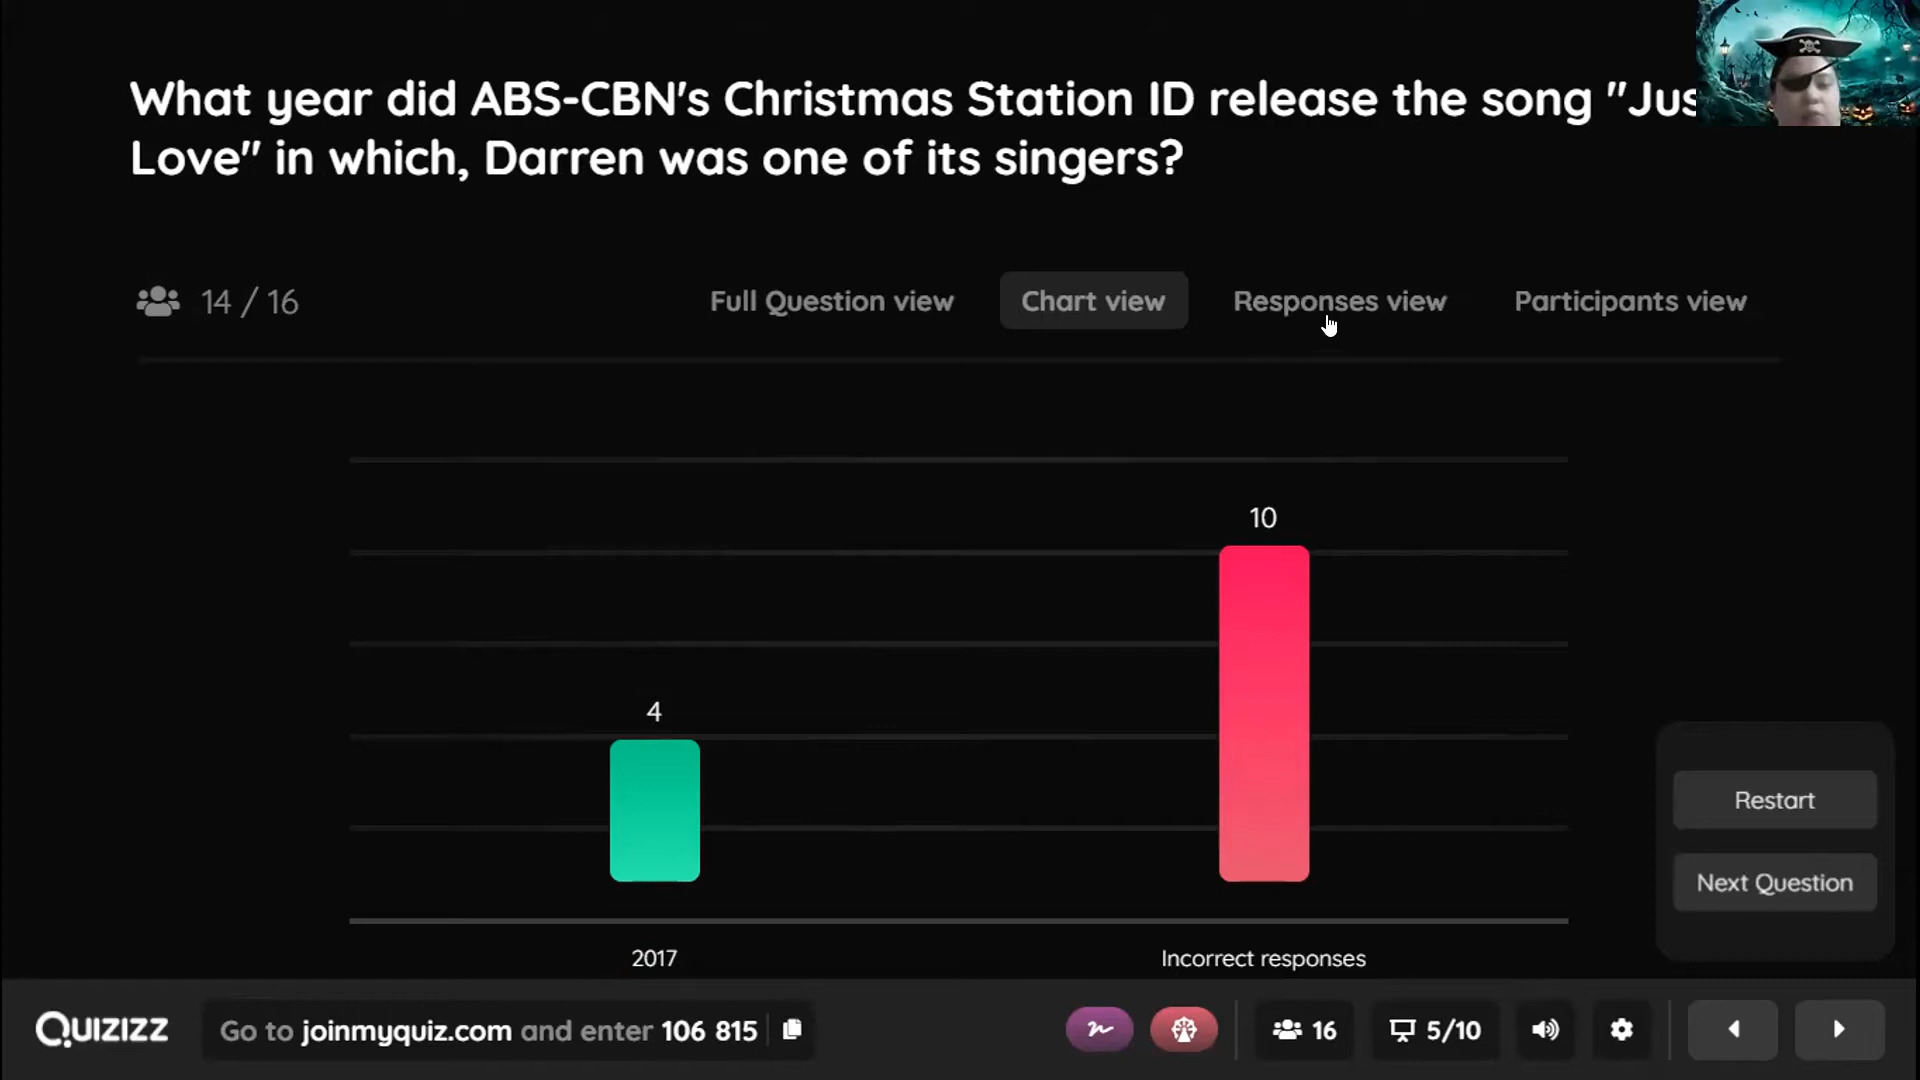 What year did ABS-CBN's Christmas Station ID release the song "Jus
Love" in which, Darren was one of its singers?
14 / 16
Full Question view
Chart view
Responses view
Participants view
10
4
2017
Incorrect responses
Restart
Next Question
QUIZIZZ
Go to joinmyquiz.com and enter 106 815
16
5/10